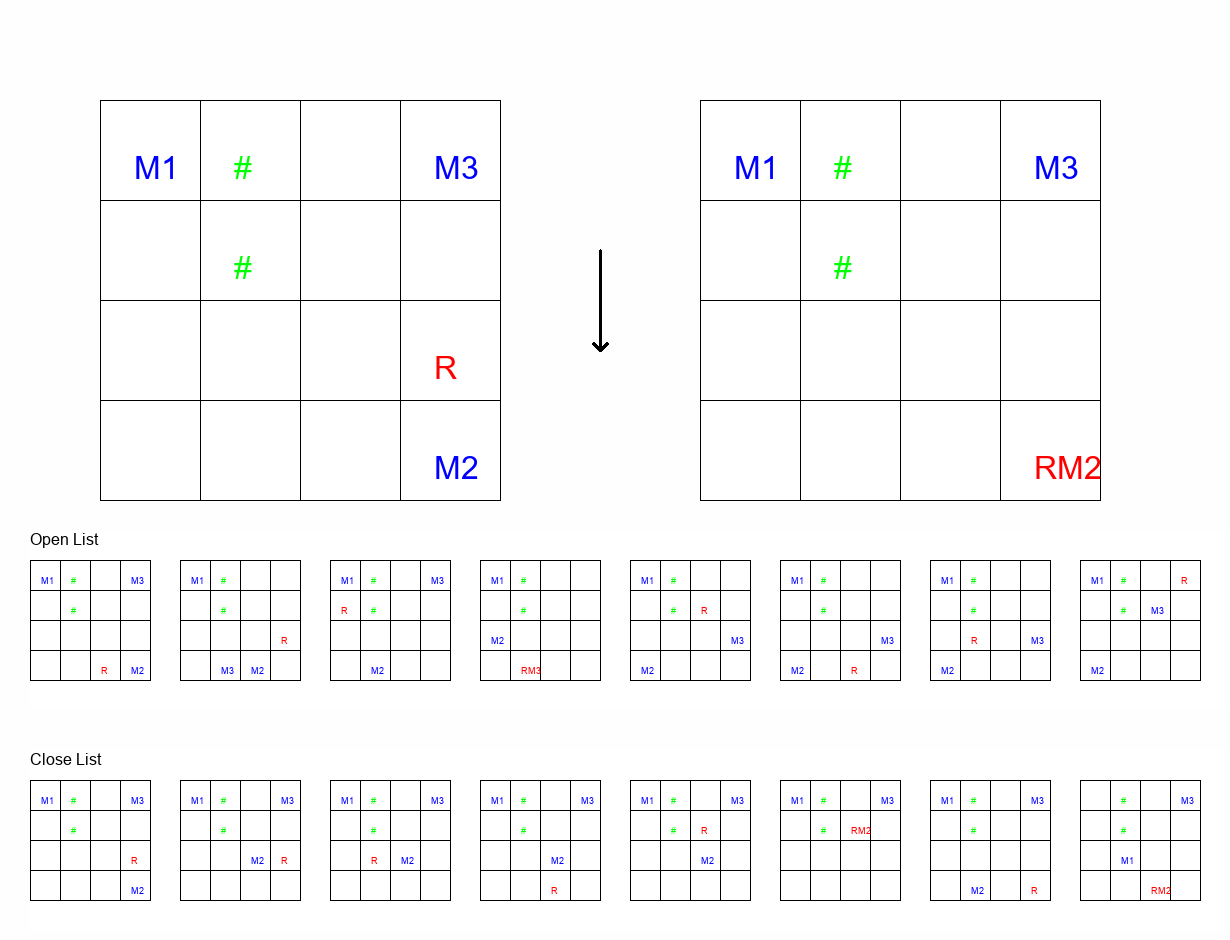 M1 # M3 M1 # M3
# #
R
M2 RM2
Open List
M1 # M3 M1 # M1 # M3 M1 # M1 # M1 # M1 # M1 # R
# # R # # # R # # # M3
R M2 M3 M3 R M3
R M2 M3 M2 M2 RM3 M2 M2 R M2 M2
Close List
M1 # M3 M1 # M3 M1 # M3 M1 # M3 M1 # M3 M1 # M3 M1 # M3 # M3
# # # # # R # RM2 # #
R M2 R R M2 M2 M2 M1
M2 R M2 R RM2